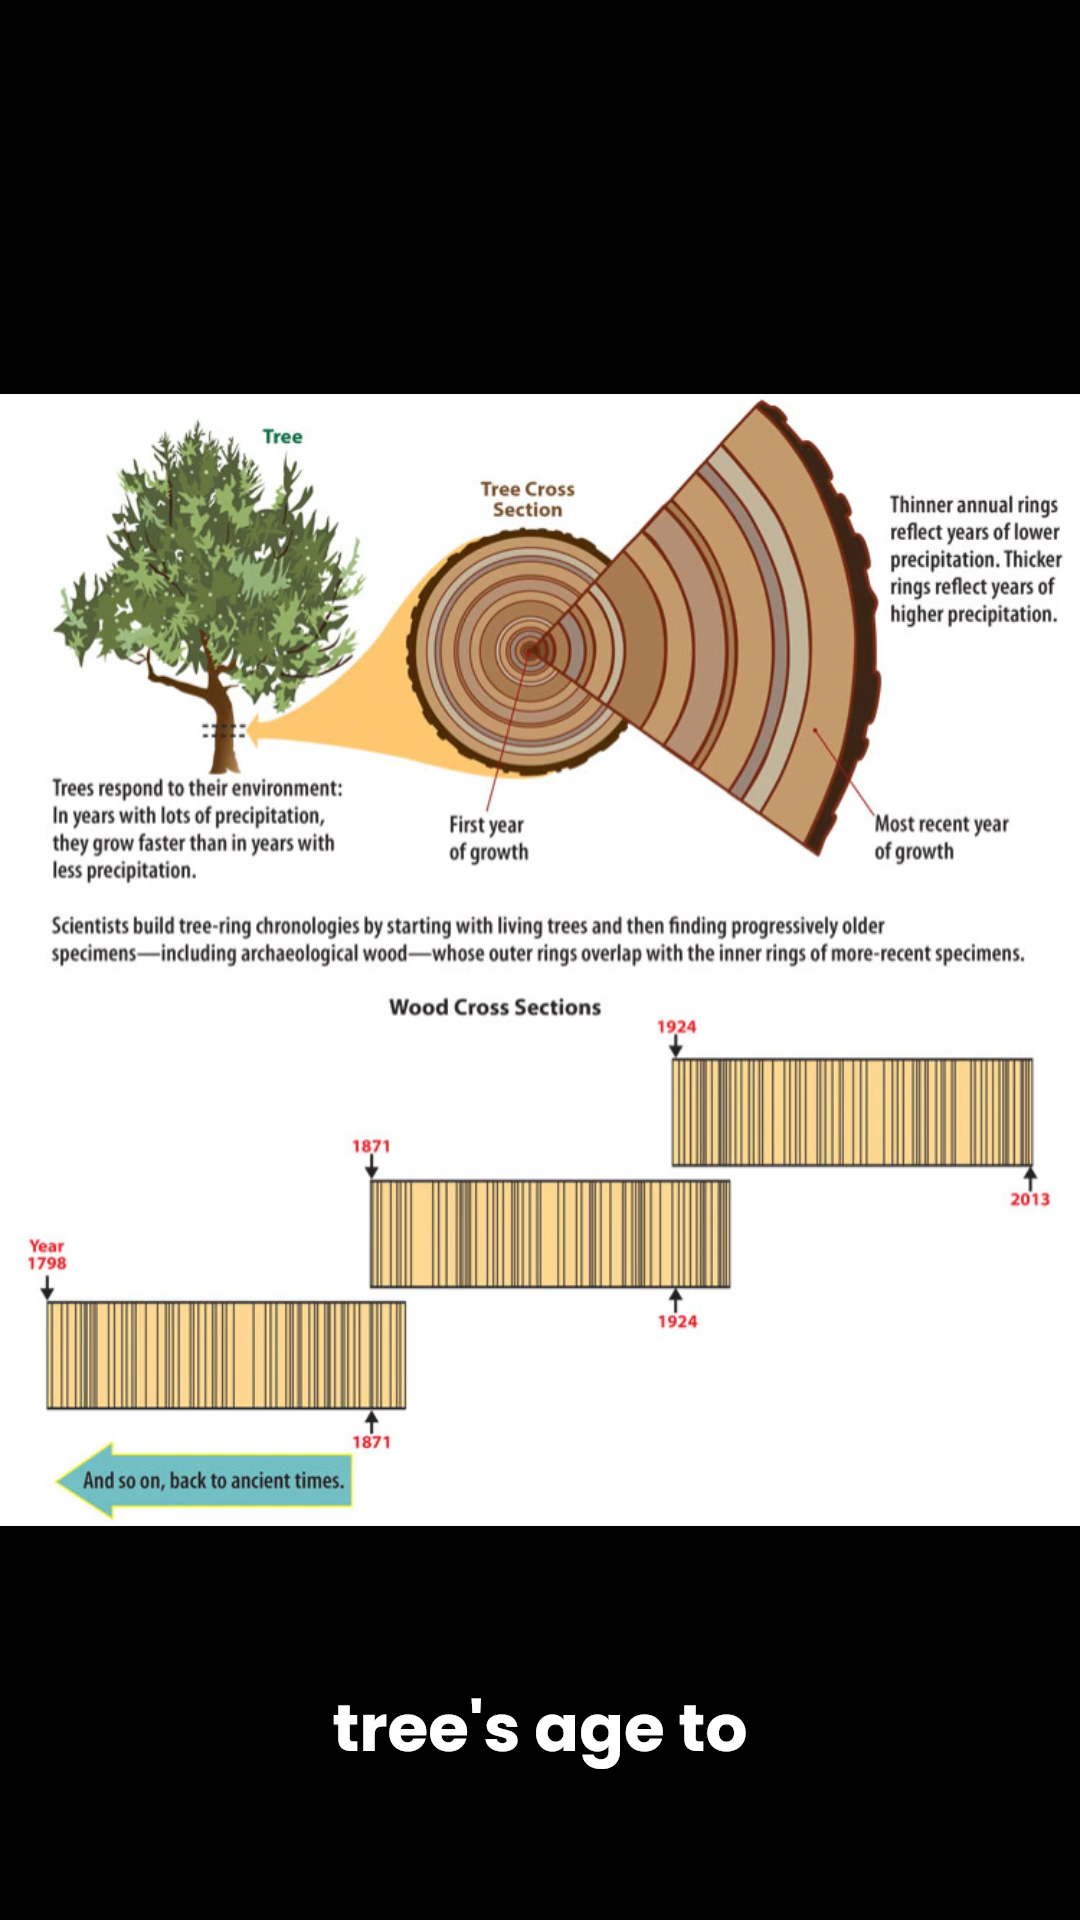 Tree
Tree Cross
Section
Thinner annual rings
reflect years of lower
precipitation. Thicker
rings reflect years of
higher precipitation.
Trees respond to their environment:
In years with lots of precipitation,
they grow faster than in years with
less precipitation.
First year
of growth
Most recent year
of growth
Scientists build tree-ring chronologies by starting with living trees and then finding progressively older
specimens—including archaeological wood—whose outer rings overlap with the inner rings of more-recent specimens.
Wood Cross Sections
1924
1871
2013
Year
1798
1924
1871
And so on, back to ancient times.
tree's age to